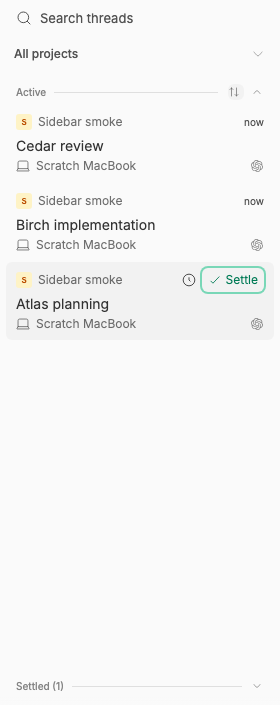 Search threads
All projects
Active
S Sidebar smoke now
Cedar review
Scratch MacBook
S Sidebar smoke now
Birch implementation
Scratch MacBook
S Sidebar smoke Settle
Atlas planning
Scratch MacBook
Settled (1)